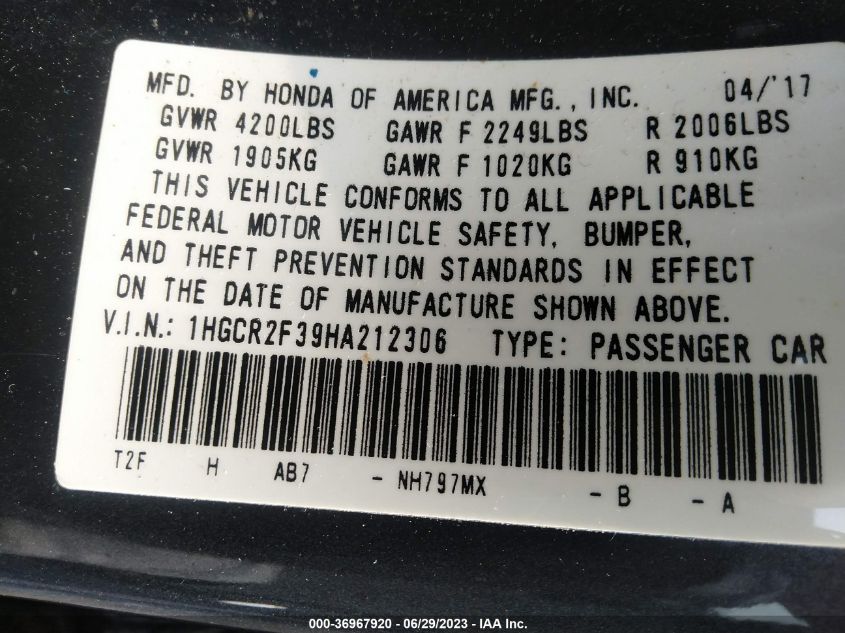 MFD. BY HONDA OF AMERICA MFG., INC. 04/'17
GVWR 4200LBS GAWR F 2249LBS R 2006LBS
GVWR 1905KG GAWR F 1020KG R 910KG
THIS VEHICLE CONFORMS TO ALL APPLICABLE
FEDERAL MOTOR VEHICLE SAFETY, BUMPER,
AND THEFT PREVENTION STANDARDS IN EFFECT
ON THE DATE OF MANUFACTURE SHOWN ABOVE.
V.I.N.: 1HGCR2F39HA212306 TYPE: PASSENGER CAR
T2F H AB7 - NH797MX - B - A
000-36967920 - 06/29/2023 - IAA Inc.